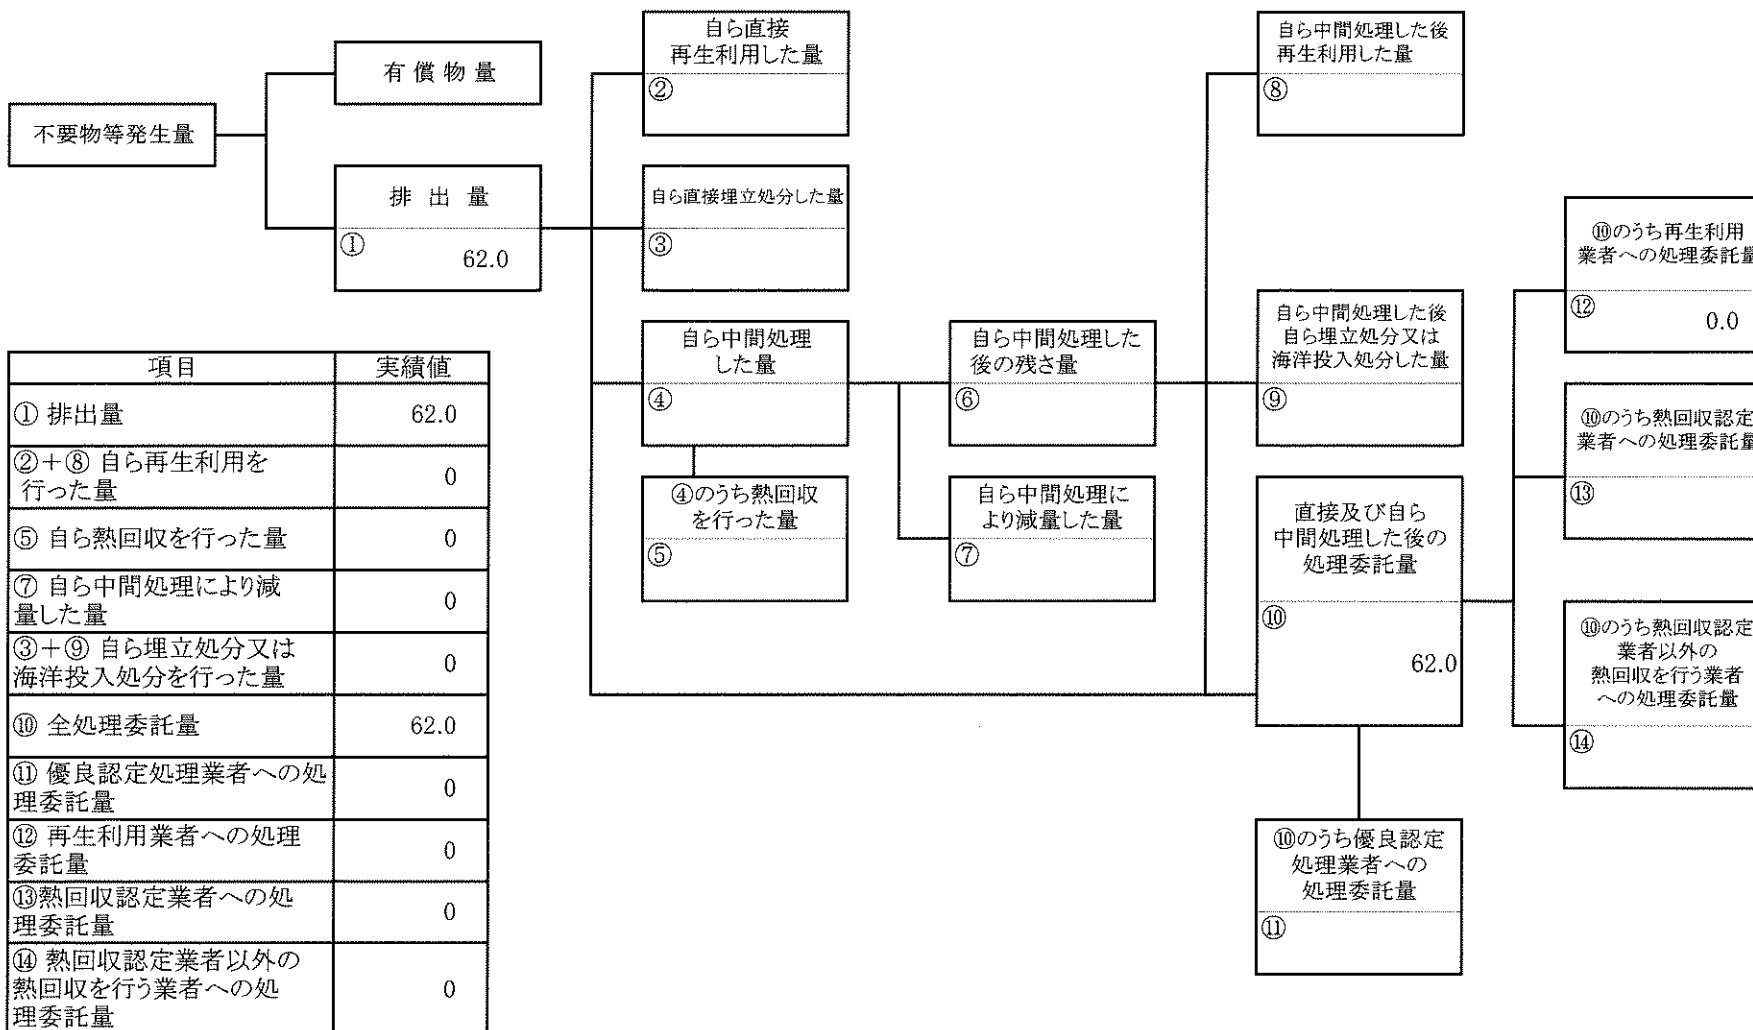 不要物等発生量
有償物量
排出量
①
62.0
自ら直接
再生利用した量
②
自ら直接埋立処分した量
③
自ら中間処理
した量
④
④のうち熱回収
を行った量
⑤
自ら中間処理した
後の残さ量
⑥
自ら中間処理に
より減量した量
⑦
自ら中間処理した後
再生利用した量
⑧
自ら中間処理した後
自ら埋立処分又は
海洋投入処分した量
⑨
直接及び自ら
中間処理した後の
処理委託量
⑩
62.0
⑩のうち優良認定
処理業者への
処理委託量
⑪
⑩のうち再生利用
業者への処理委託量
⑫
0.0
⑩のうち熱回収認定
業者への処理委託量
⑬
⑩のうち熱回収認定
業者以外の
熱回収を行う業者
への処理委託量
⑭
項目 実績値
① 排出量 62.0
②+⑧ 自ら再生利用を
行った量 0
⑤ 自ら熱回収を行った量 0
⑦ 自ら中間処理により減
量した量 0
③+⑨ 自ら埋立処分又は
海洋投入処分を行った量 0
⑩ 全処理委託量 62.0
⑪ 優良認定処理業者への処
理委託量 0
⑫ 再生利用業者への処理
委託量 0
⑬熱回収認定業者への処
理委託量 0
⑭ 熱回収認定業者以外の
熱回収を行う業者への処
理委託量 0